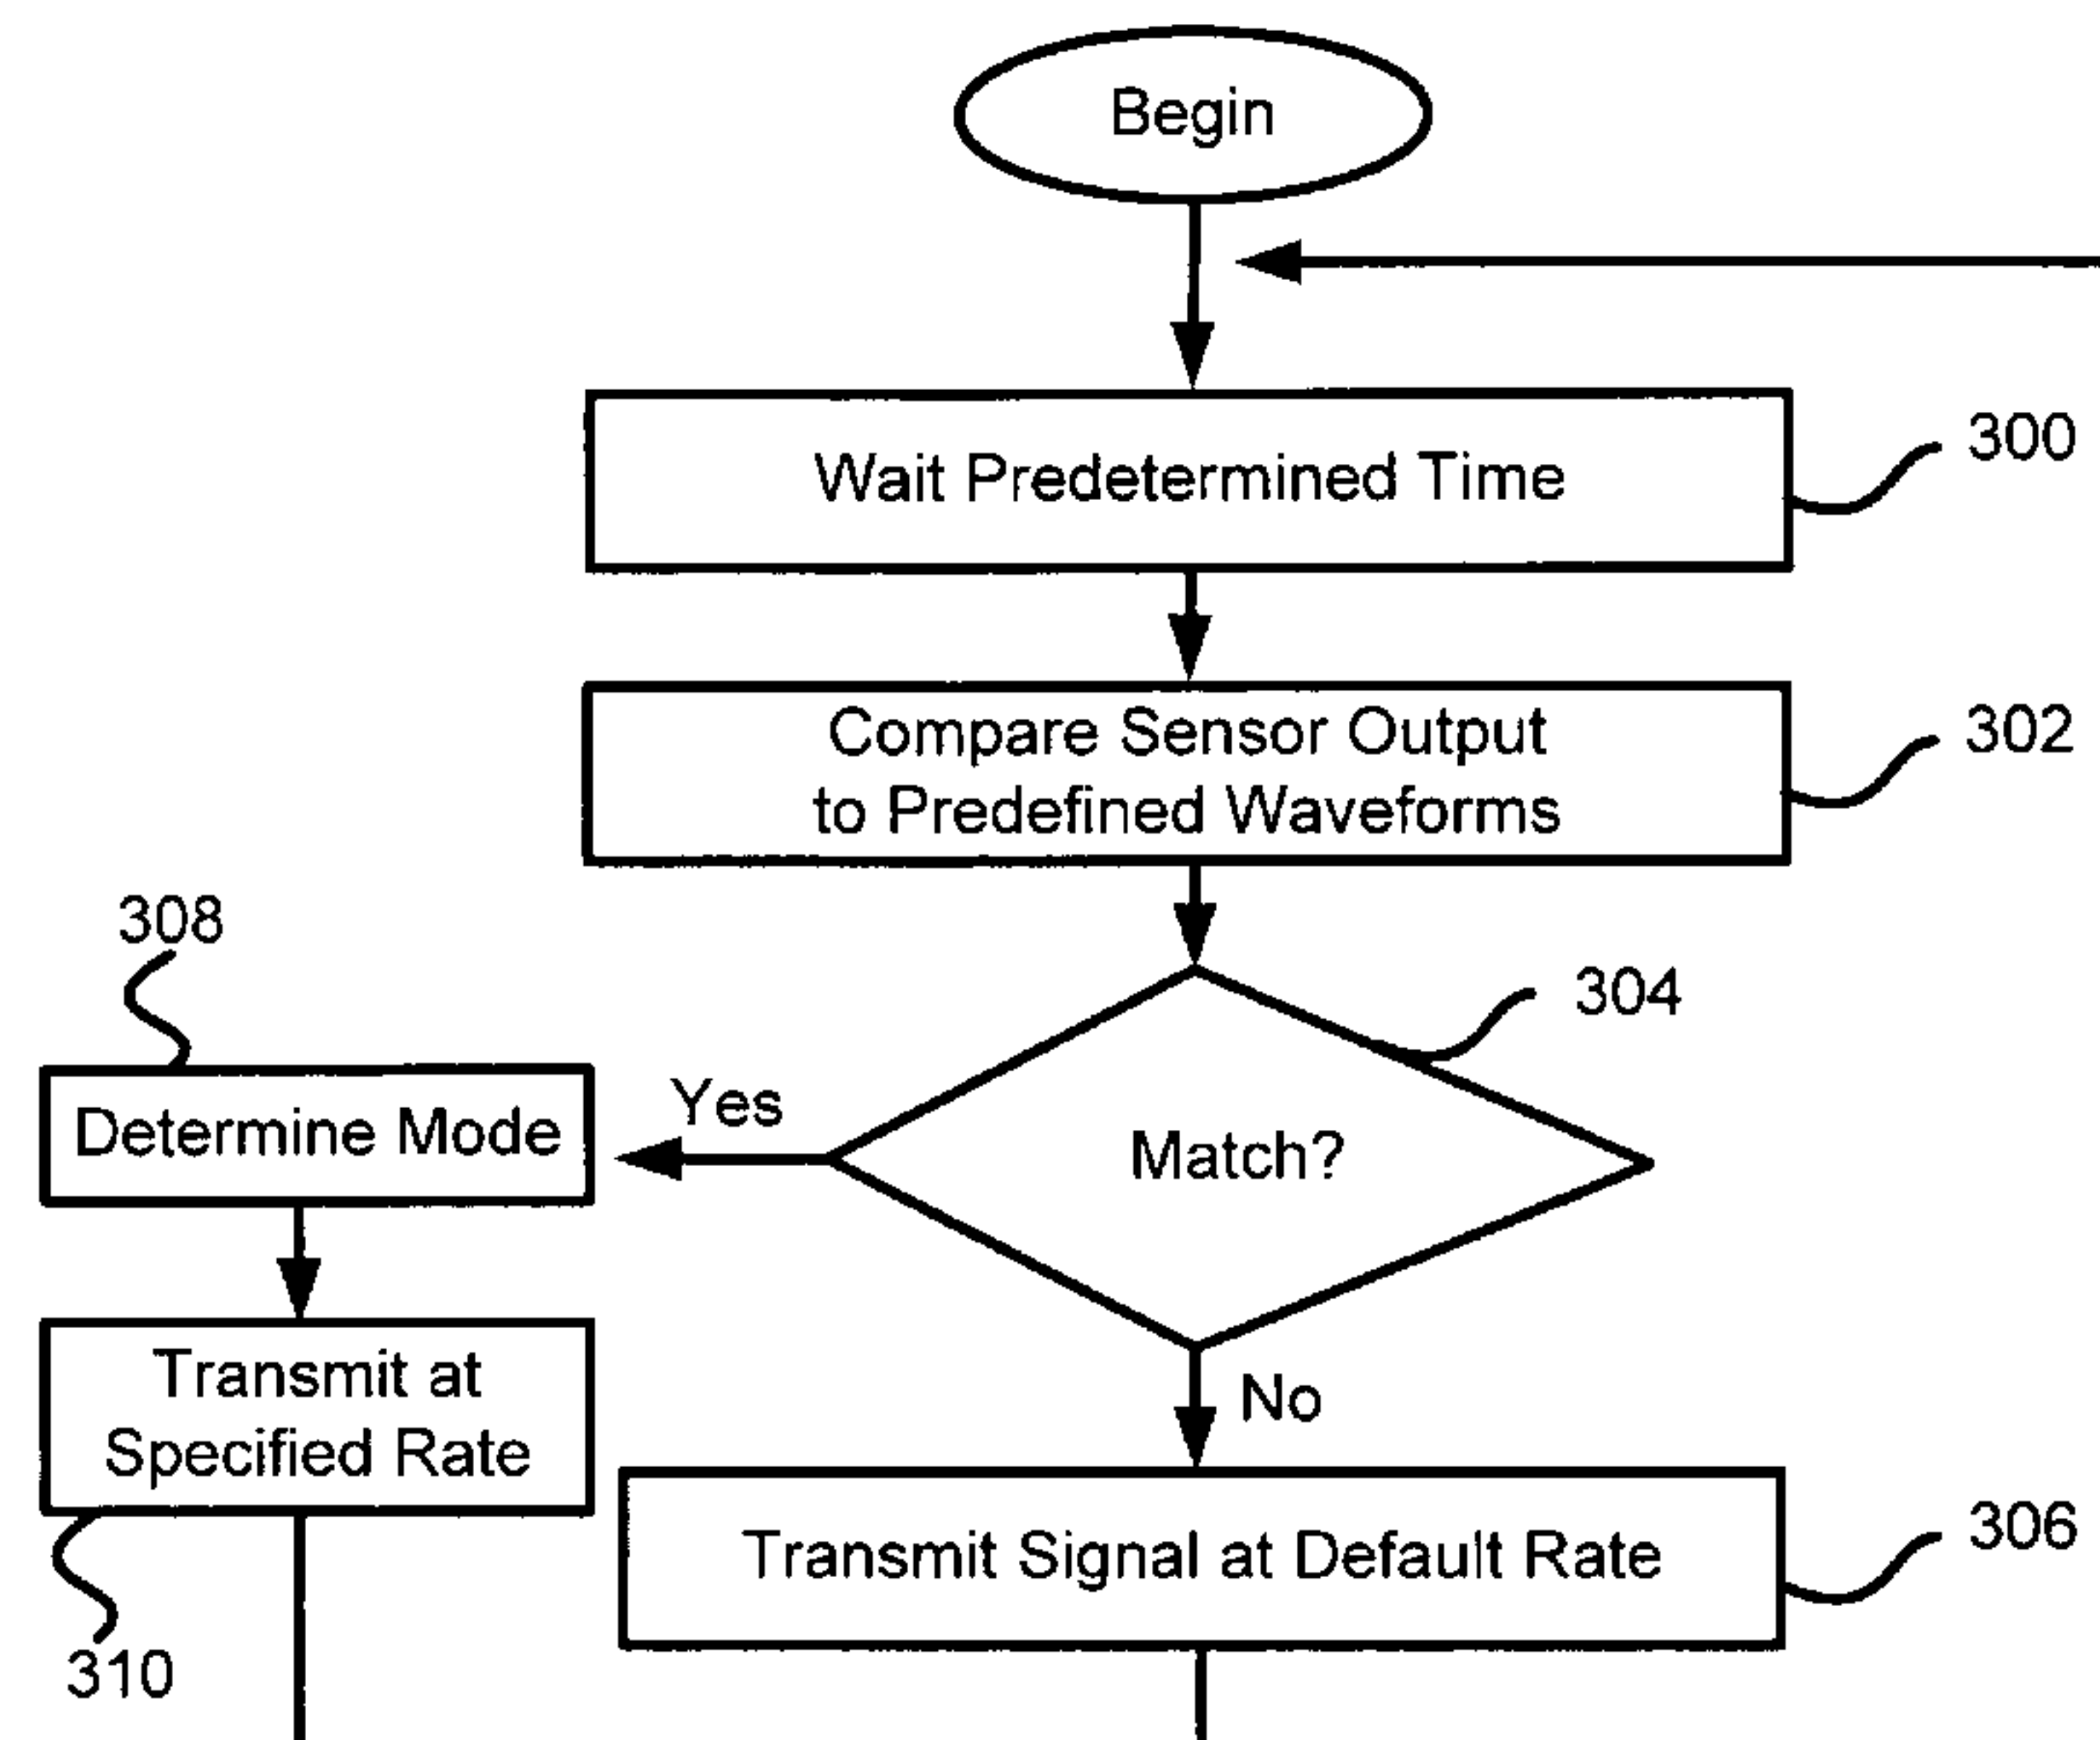 Begin
Wait Predetermined Time
300
Compare Sensor Output
to Predefined Waveforms
302
308
304
Determine Mode
Yes
Match?
Transmit at
Specified Rate
No
310
Transmit Signal at Default Rate
306